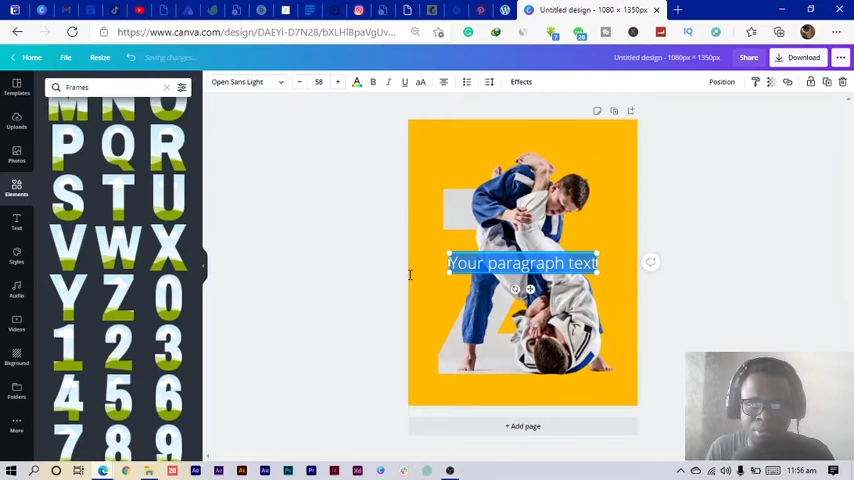 Untitled design - 1080 × 1350px
https://www.canva.com/design/DAEYi-D7N28/bXLHlBpaVgUv...
Home
File
Resize
Saving changes...
Untitled design - 1080px × 1350px
Share
Download
Templates
Uploads
Photos
Elements
Text
Styles
Audio
Videos
Bkground
Folders
More
Frames
M N O
P Q R
S T U
V W X
Y Z 0
1 2 3
4 5 6
7 8 9
Open Sans Light
58
A
B
I
U
aA
Effects
Position
Your paragraph text
+ Add page
11:56 am